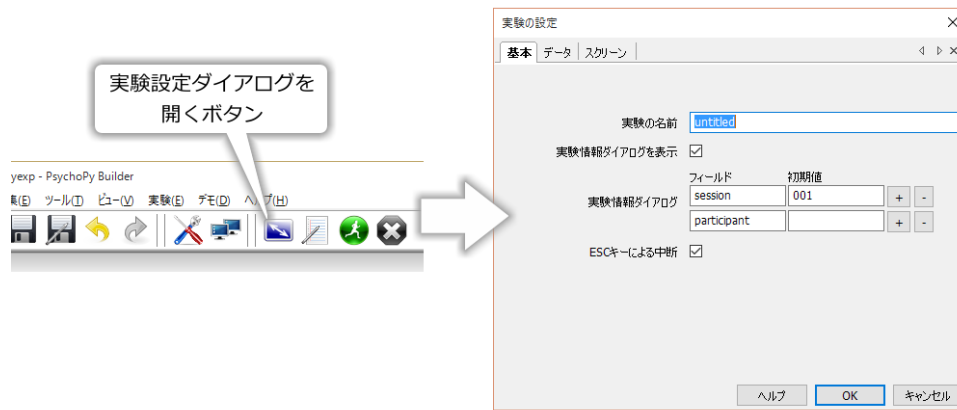 実験設定ダイアログを
開くボタン
yexp - PsychoPy Builder
集(E) ツール(T) ビュー(V) 実験(E) デモ(D) ヘルプ(H)
実験の設定
基本 データ スクリーン
実験の名前 untitled
実験情報ダイアログを表示
フィールド 初期値
実験情報ダイアログ session 001 + -
participant + -
ESCキーによる中断
ヘルプ OK キャンセル